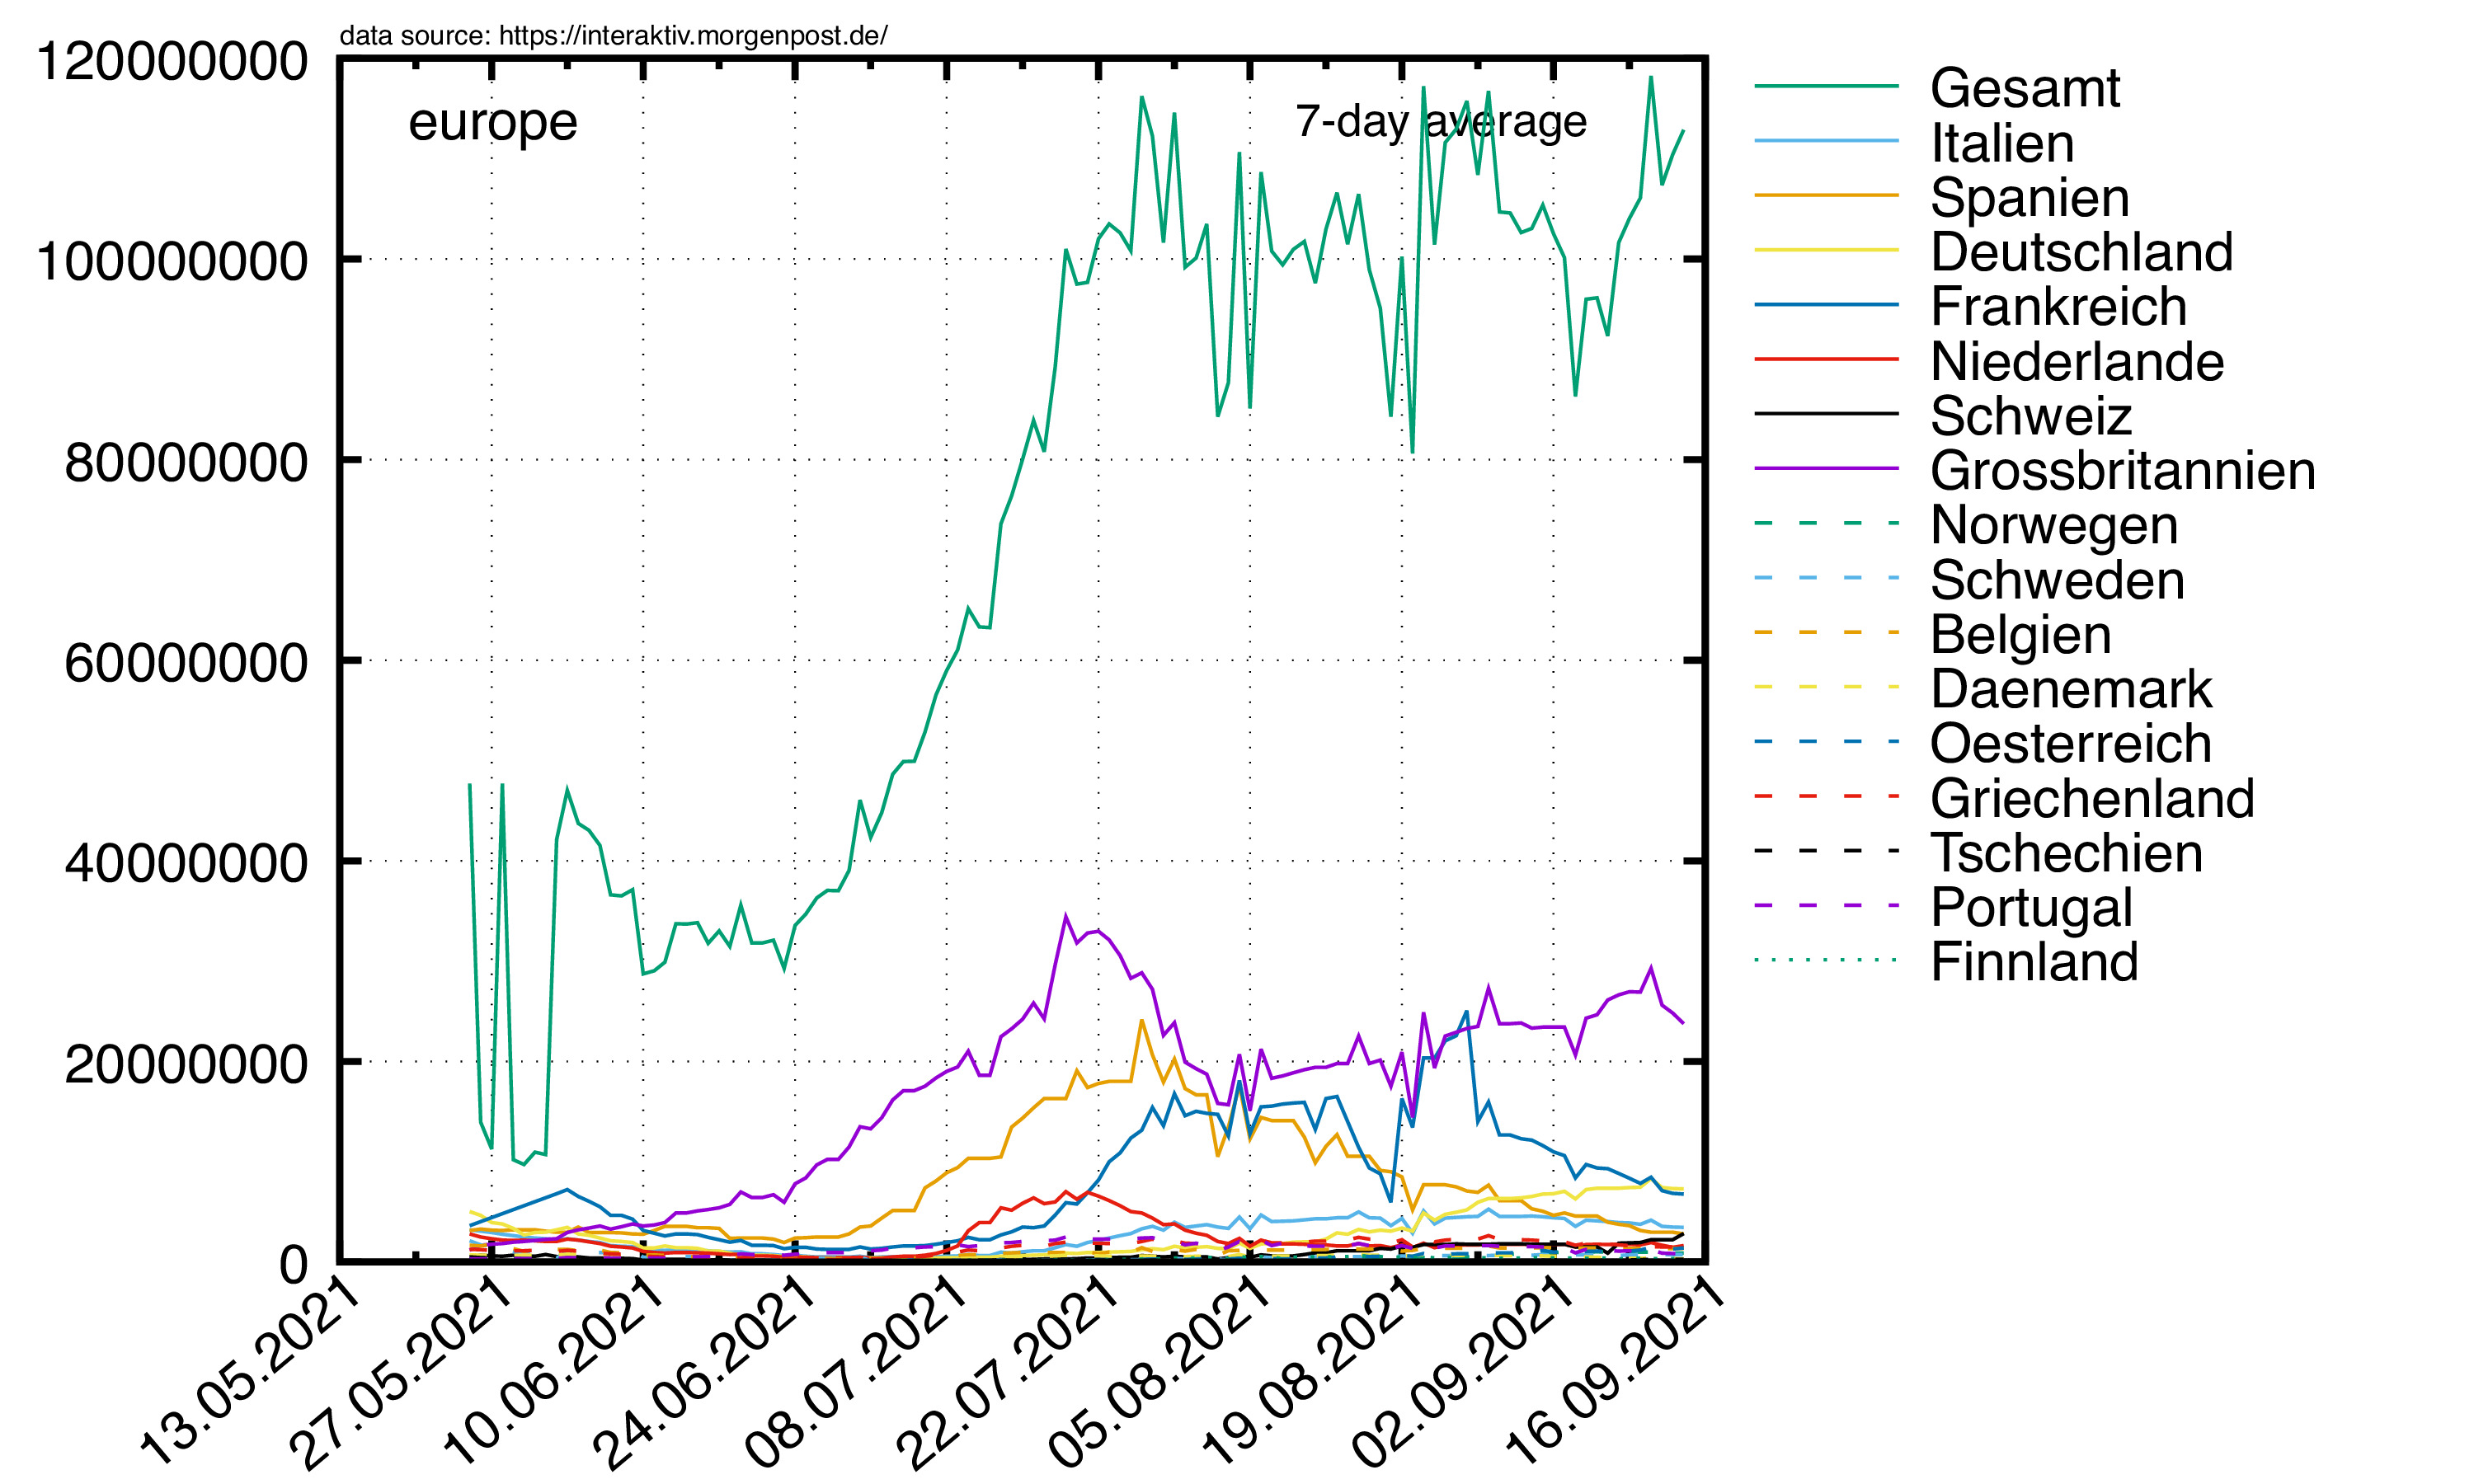 data source: https://interaktiv.morgenpost.de/
europe
7-day average
120000000
100000000
80000000
60000000
40000000
20000000
0
13.05.2021
27.05.2021
10.06.2021
24.06.2021
08.07.2021
22.07.2021
05.08.2021
19.08.2021
02.09.2021
16.09.2021
Gesamt
Italien
Spanien
Deutschland
Frankreich
Niederlande
Schweiz
Grossbritannien
Norwegen
Schweden
Belgien
Daenemark
Oesterreich
Griechenland
Tschechien
Portugal
Finnland